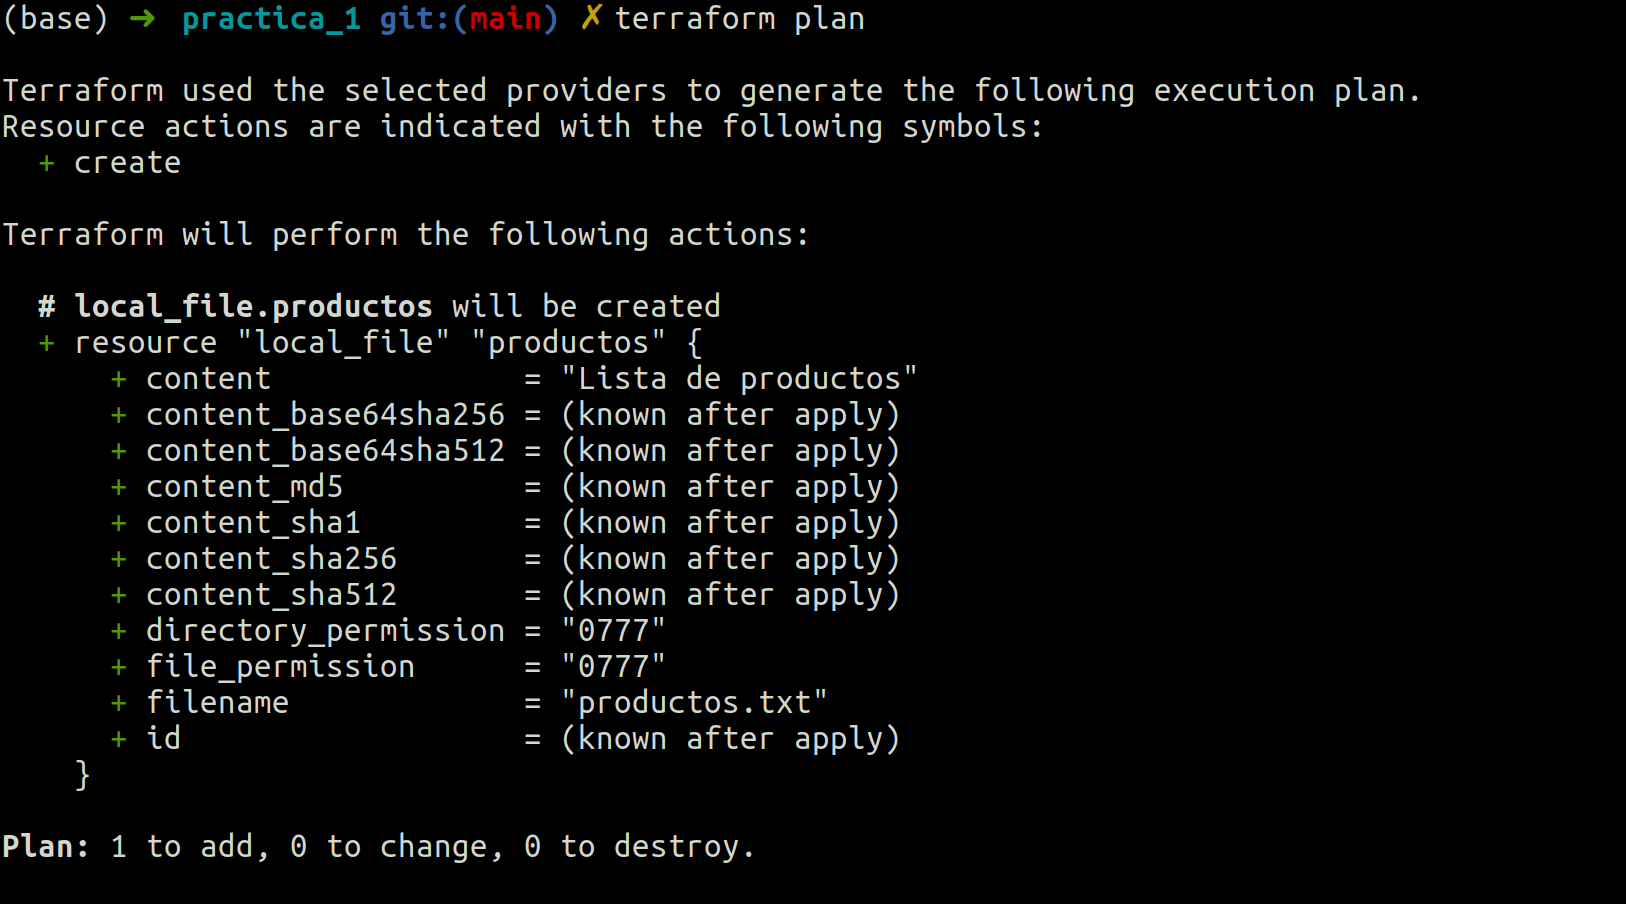 (base) ➜ practica_1 git:(main) ✗ terraform plan
Terraform used the selected providers to generate the following execution plan.
Resource actions are indicated with the following symbols:
+ create
Terraform will perform the following actions:
# local_file.productos will be created
+ resource "local_file" "productos" {
+ content = "Lista de productos"
+ content_base64sha256 = (known after apply)
+ content_base64sha512 = (known after apply)
+ content_md5 = (known after apply)
+ content_sha1 = (known after apply)
+ content_sha256 = (known after apply)
+ content_sha512 = (known after apply)
+ directory_permission = "0777"
+ file_permission = "0777"
+ filename = "productos.txt"
+ id = (known after apply)
}
Plan: 1 to add, 0 to change, 0 to destroy.